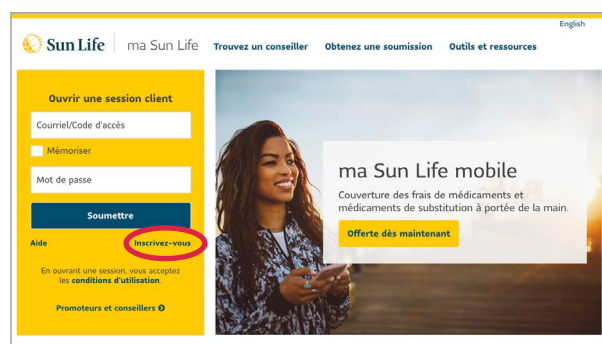 English
Sun Life ma Sun Life Trouvez un conseiller Obtenez une soumission Outils et ressources
Ouvrir une session client
Courriel/Code d'accès
Mémoriser
Mot de passe
Soumettre
Aide Inscrivez-vous
En ouvrant une session, vous acceptez
les conditions d'utilisation.
Promoteurs et conseillers
ma Sun Life mobile
Couverture des frais de médicaments et
médicaments de substitution à portée de la main.
Offerte dès maintenant